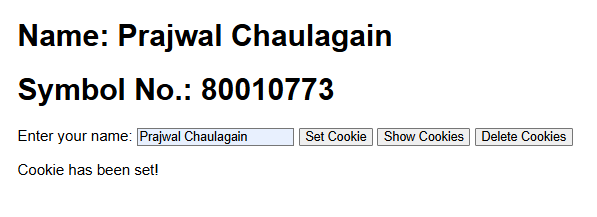 Name: Prajwal Chaulagain
Symbol No.: 80010773
Enter your name: Prajwal Chaulagain Set Cookie Show Cookies Delete Cookies
Cookie has been set!